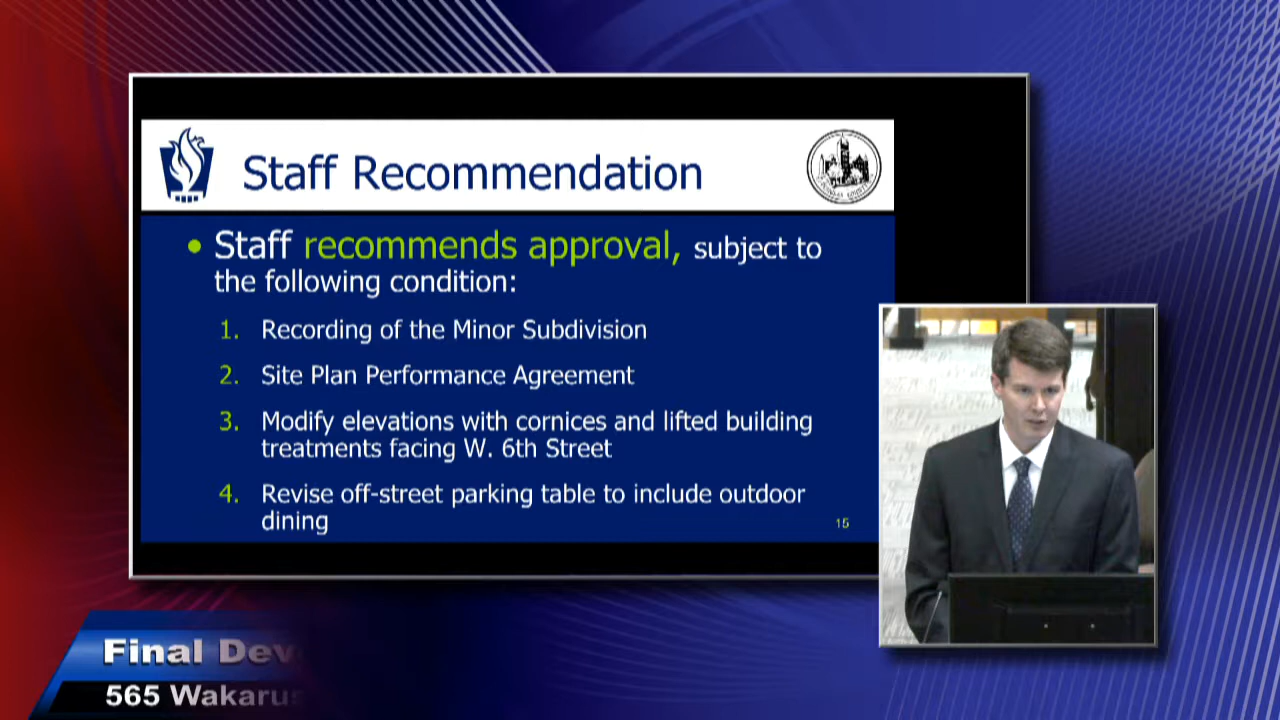 Staff Recommendation
• Staff recommends approval, subject to
the following condition:
1. Recording of the Minor Subdivision
2. Site Plan Performance Agreement
3. Modify elevations with cornices and lifted building
treatments facing W. 6th Street
4. Revise off-street parking table to include outdoor
dining
15
Final Dev
565 Wakarus